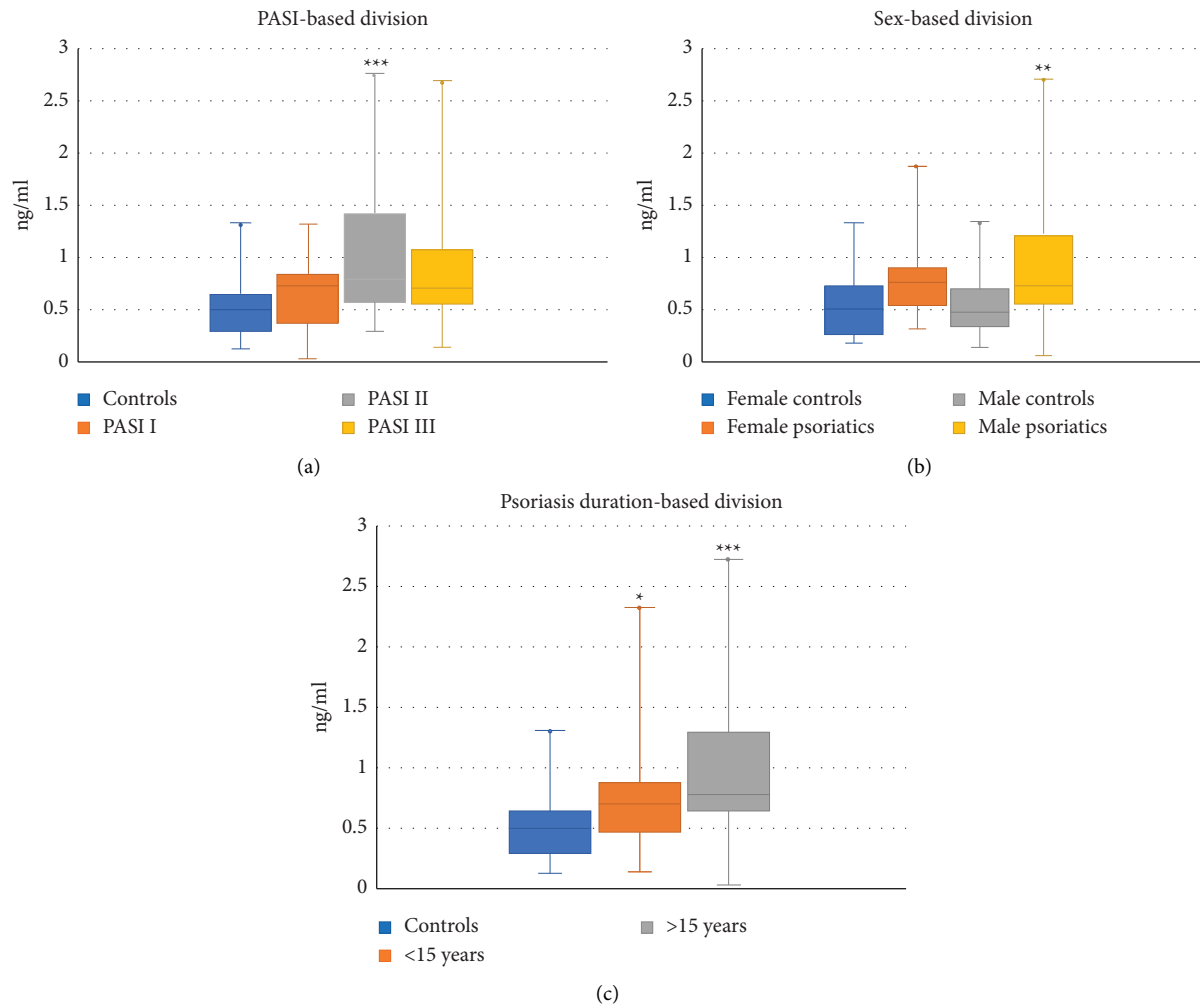 PASI-based division
3
2.5
2
1.5
1
0.5
0
ng/ml
***
Controls
PASI I
PASI II
PASI III
(a)
Sex-based division
3
2.5
2
1.5
1
0.5
0
ng/ml
**
Female controls
Female psoriatics
Male controls
Male psoriatics
(b)
Psoriasis duration-based division
3
2.5
2
1.5
1
0.5
0
ng/ml
*
***
Controls
<15 years
>15 years
(c)